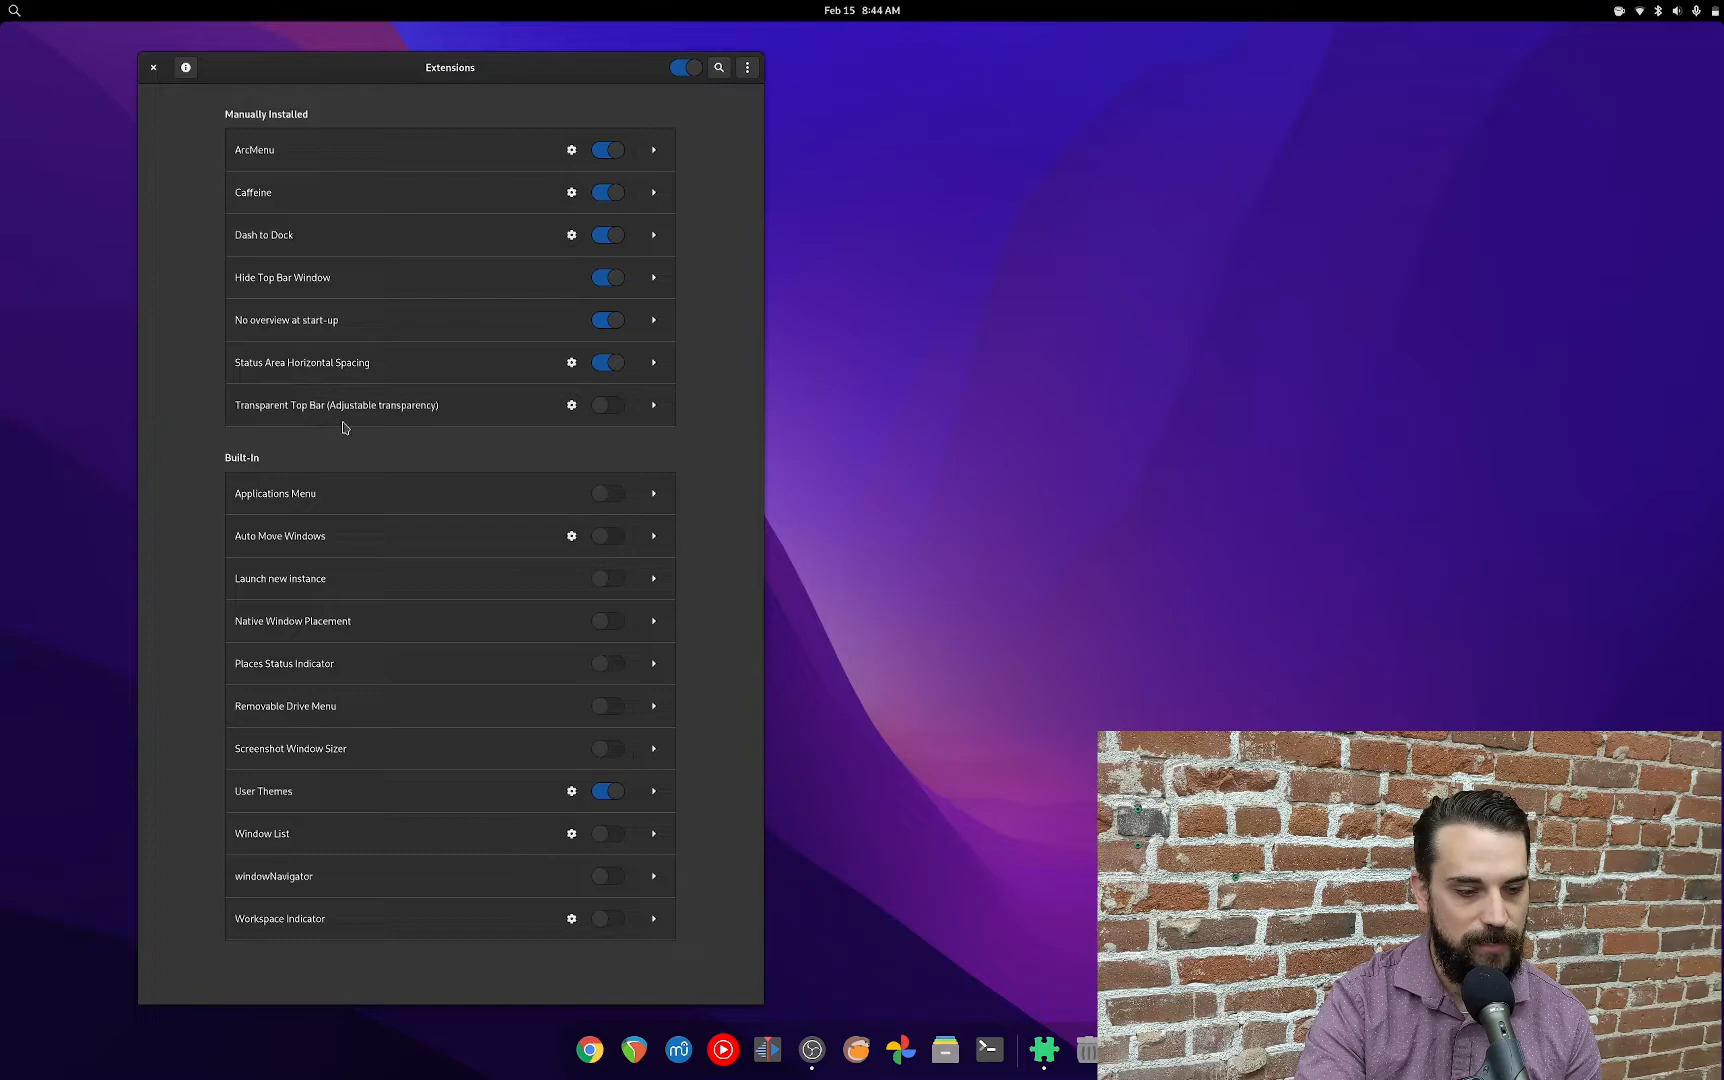 Feb 15 8:44 AM
Extensions
Manually Installed
ArcMenu
Caffeine
Dash to Dock
Hide Top Bar Window
No overview at start-up
Status Area Horizontal Spacing
Transparent Top Bar (Adjustable transparency)
Built-In
Applications Menu
Auto Move Windows
Launch new instance
Native Window Placement
Places Status Indicator
Removable Drive Menu
Screenshot Window Sizer
User Themes
Window List
windowNavigator
Workspace Indicator